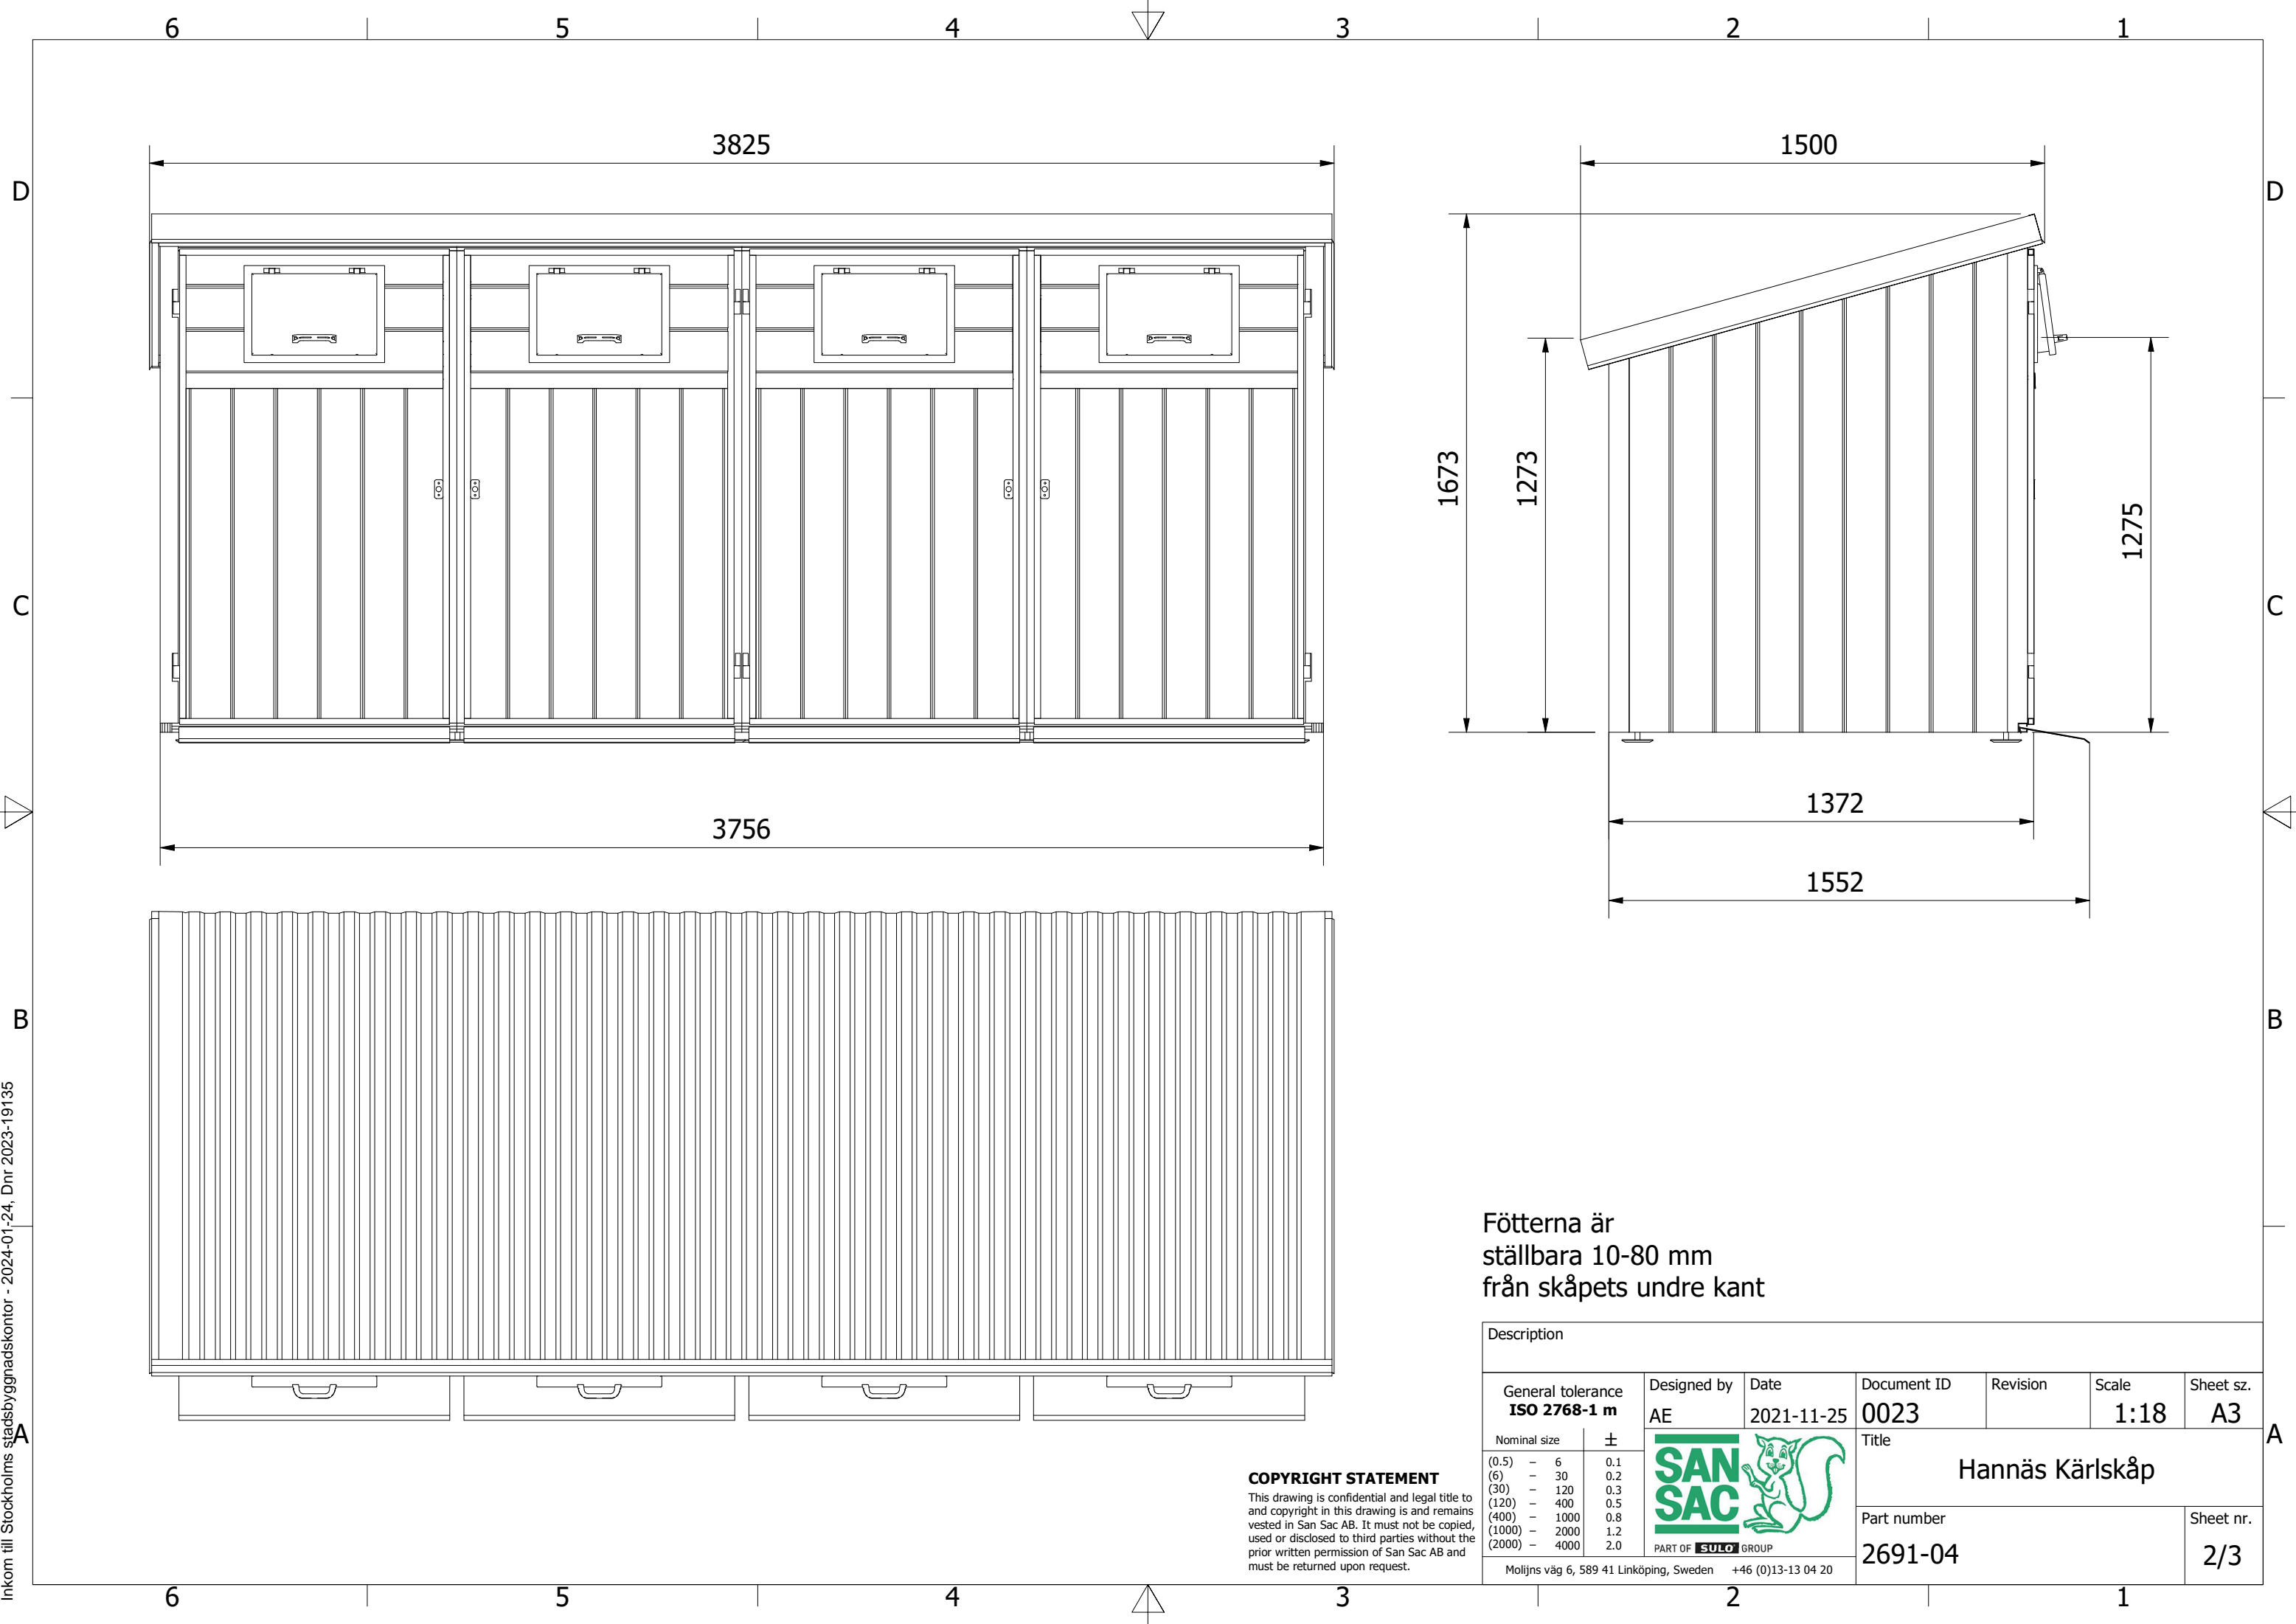 6 5 4 3 2 1
D D
C C
B B
A A
3825
1500
1673
1273
1275
3756
1372
1552
Inkom till Stockholms stadsbyggnadskontor - 2024-01-24, Dnr 2023-19135
Fötterna är
ställbara 10-80 mm
från skåpets undre kant
Description
General tolerance
ISO 2768-1 m
Designed by
AE
Date
2021-11-25
Document ID
0023
Revision
Scale
1:18
Sheet sz.
A3
Nominal size ±
(0.5) – 6 0.1
(6) – 30 0.2
(30) – 120 0.3
(120) – 400 0.5
(400) – 1000 0.8
(1000) – 2000 1.2
(2000) – 4000 2.0
SAN
SAC
PART OF SULO GROUP
Title
Hannäs Kärlskåp
Part number
2691-04
Sheet nr.
2/3
Molijns väg 6, 589 41 Linköping, Sweden +46 (0)13-13 04 20
COPYRIGHT STATEMENT
This drawing is confidential and legal title to
and copyright in this drawing is and remains
vested in San Sac AB. It must not be copied,
used or disclosed to third parties without the
prior written permission of San Sac AB and
must be returned upon request.
6 5 4 3 2 1